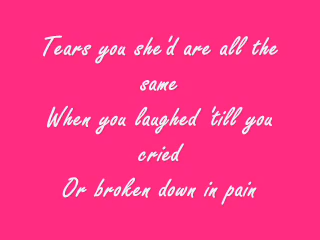 Tears you she'd are all the
same
When you laughed 'till you
cried
Or broken down in pain